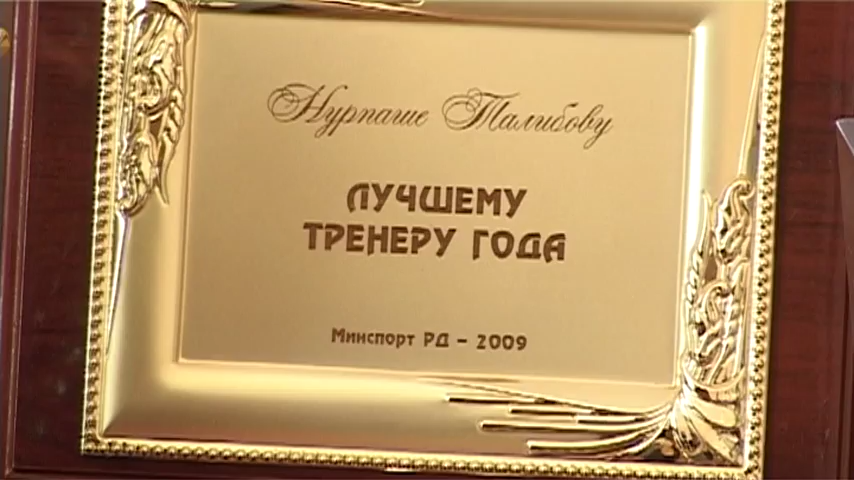 Нурпаше Талибову
ЛУЧШЕМУ
ТРЕНЕРУ ГОДА
Минспорт РД – 2009